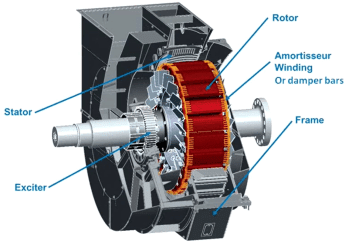 Rotor
Amortisseur
Winding
Or damper bars
Stator
Frame
Exciter